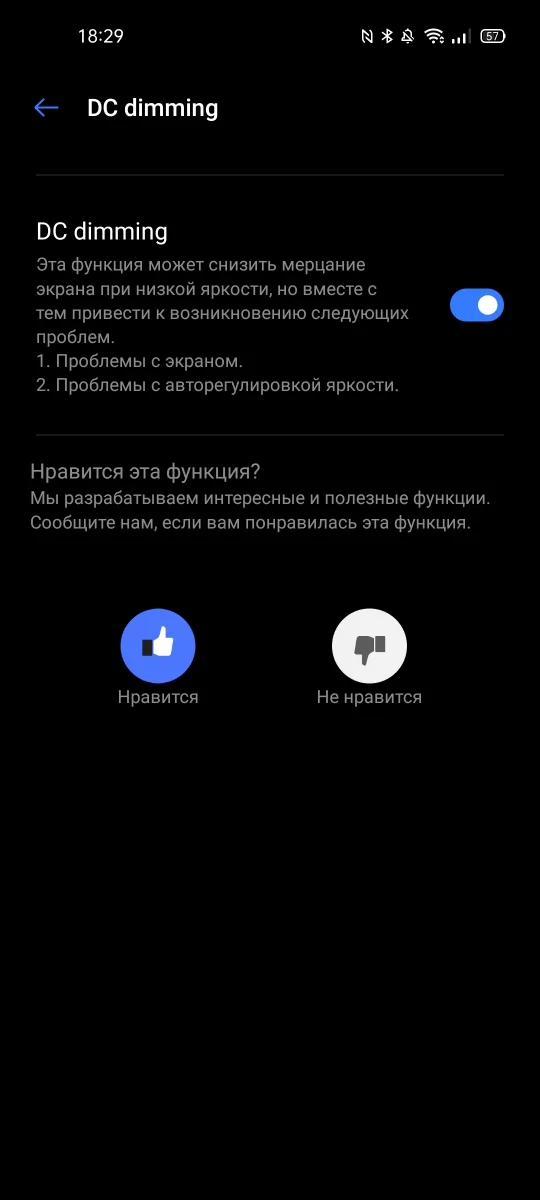 18:29
57
DC dimming
DC dimming
Эта функция может снизить мерцание
экрана при низкой яркости, но вместе с
тем привести к возникновению следующих
проблем.
1. Проблемы с экраном.
2. Проблемы с авторегулировкой яркости.
Нравится эта функция?
Мы разрабатываем интересные и полезные функции.
Сообщите нам, если вам понравилась эта функция.
Нравится
Не нравится